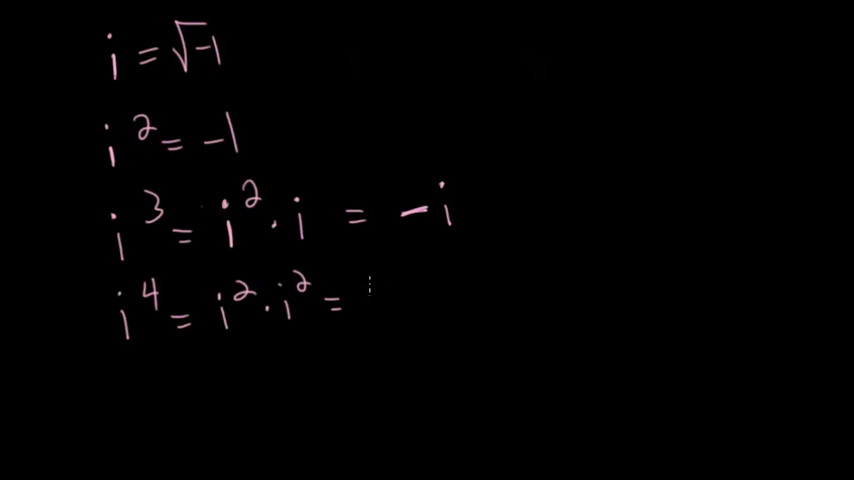 i = √-1
i² = -1
i³ = i² · i = -i
i⁴ = i² · i² =